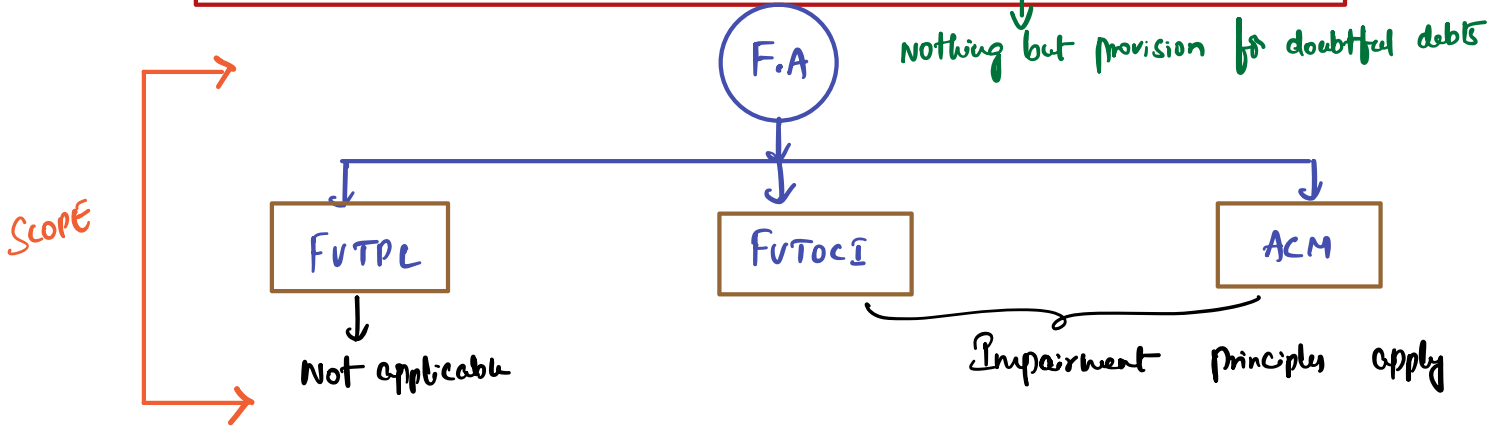 F.A
Nothing but provision for doubtful debts
SCOPE
FVTPL
FVTOCI
ACM
Not applicable
Impairment principles apply